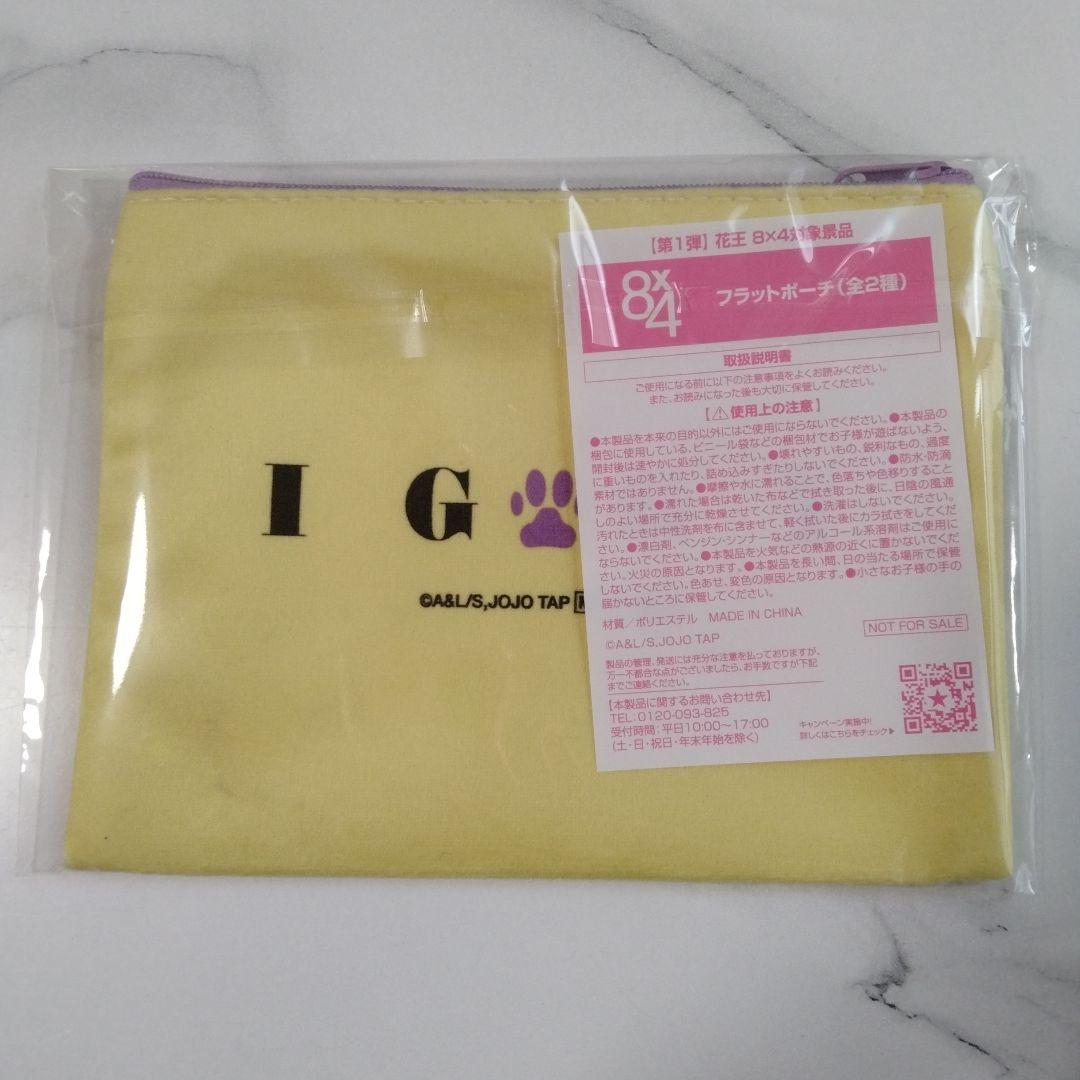 I G
©A&L/S,JOJO TAP
【第1弾】 花王 8×4対象景品
8×4
フラットポーチ(全2種)
取扱説明書
ご使用になる前に以下の注意事項をよくお読みください。
また、お読みになった後も大切に保管してください。
【⚠使用上の注意】
●本製品を本来の目的以外にはご使用にならないでください。●本製品の
梱包に使用している、ビニール袋などの梱包材でお子様が遊ばないよう、
開封後は速やかに処分してください。●壊れやすいもの、鋭利なもの、過度
に重いものを入れたり、詰め込みすぎたりしないでください。●防水・防滴
素材ではありません。●摩擦や水に濡れることで、色落ちや色移りすること
があります。●濡れた場合は乾いた布などで拭き取った後に、日陰の風通
しのよい場所で充分に乾燥させてください。●洗濯はしないでください。
汚れたときは中性洗剤を布に含ませて、軽く拭いた後にカラ拭きをしてくだ
さい。●漂白剤、ベンジン・シンナーなどのアルコール系溶剤はご使用に
ならないでください。●本製品を火気などの熱源の近くに置かないでくだ
さい。火災の原因となります。●本製品を長い間、日の当たる場所で保管
しないでください。色あせ、変色の原因となります。●小さなお子様の手の
届かないところに保管してください。
材質/ポリエステル MADE IN CHINA
©A&L/S,JOJO TAP
NOT FOR SALE
製品の管理、発送には充分な注意を払っておりますが、
万一不都合な点がございましたら、お手数ですが下記
までご連絡ください。
【本製品に関するお問い合わせ先】
TEL:0120-093-825
受付時間:平日10:00〜17:00
(土・日・祝日・年末年始を除く)
キャンペーン実施中!
詳しくはこちらをチェック▶